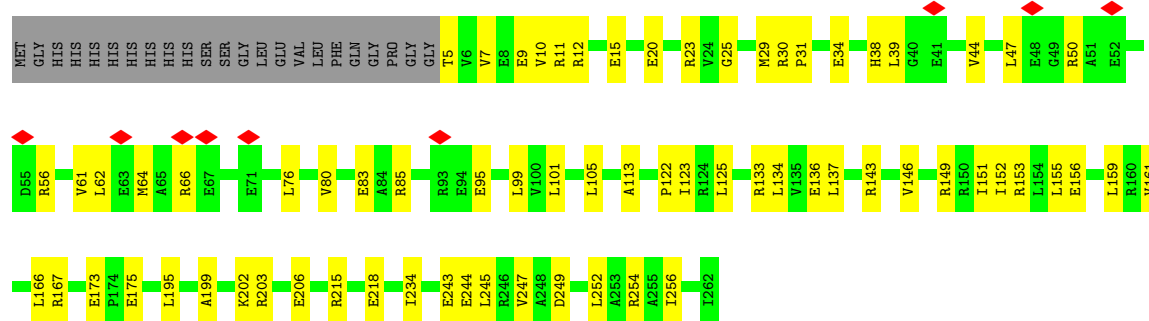 MET GLY HIS HIS HIS HIS HIS HIS HIS HIS HIS HIS SER SER GLY LEU GLU VAL LEU PHE GLN GLY PRO GLY GLY T5 V6 V7 E8 E9 V10 R11 R12 E15 E20 R23 V24 G25 M29 R30 P31 E34 H38 L39 G40 E41 V44 L47 E48 G49 R50 A51 E52
D55 R56 V61 L62 E63 M64 A65 R66 E67 E71 L76 V80 E83 A84 R85 R93 E94 E95 L99 V100 L101 L105 A113 P122 I123 R124 L125 R133 L134 V135 E136 L137 R143 V146 R149 R150 I151 I152 R153 L154 L155 E156 L159 R160
L166 R167 E173 P174 E175 L195 A199 K202 R203 E206 R215 E218 I234 E243 E244 L245 R246 V247 A248 D249 L252 A253 R254 A255 I256 I262